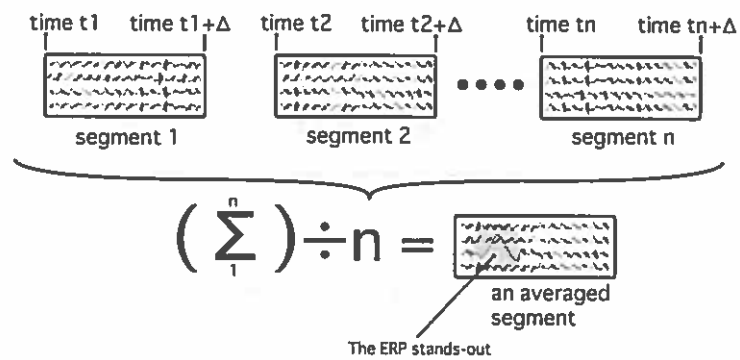 time t1 time t1+Δ time t2 time t2+Δ time tn time tn+Δ
segment 1 segment 2 segment n
n
( ∑ ) ÷ n =
1
an averaged
segment
The ERP stands-out